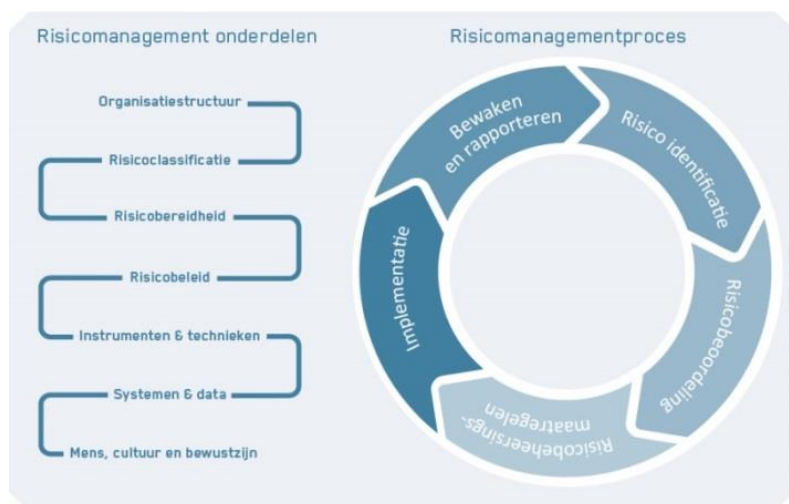 Risicomanagement onderdelen
Organisatiestructuur
Risicoclassificatie
Risicobereidheid
Risicobeleid
Instrumenten & technieken
Systemen & data
Mens, cultuur en bewustzijn
Risicomanagementproces
Bewaken
en rapporteren
Risico identificatie
Risicobeoordeling
Risicobeheersings-
maatregelen
Implementatie